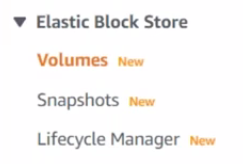 Elastic Block Store
Volumes New
Snapshots New
Lifecycle Manager New